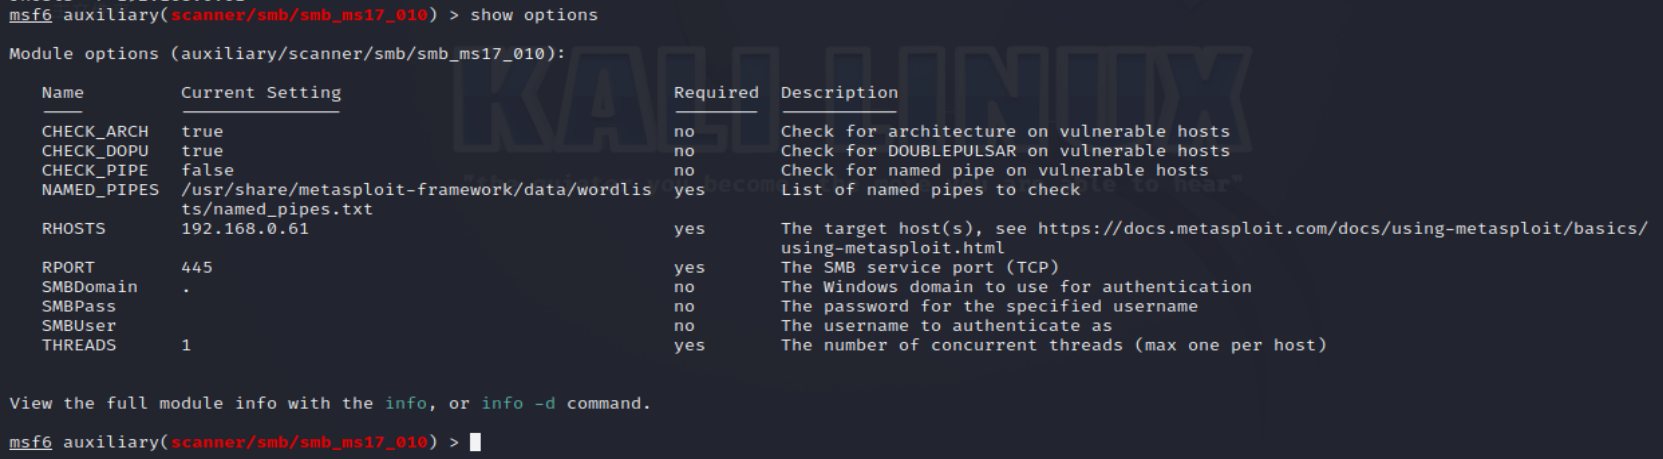 msf6 auxiliary(scanner/smb/smb_ms17_010) > show options
Module options (auxiliary/scanner/smb/smb_ms17_010):
Name Current Setting Required Description
CHECK_ARCH true no Check for architecture on vulnerable hosts
CHECK_DOPU true no Check for DOUBLEPULSAR on vulnerable hosts
CHECK_PIPE false no Check for named pipe on vulnerable hosts
NAMED_PIPES /usr/share/metasploit-framework/data/wordlis yes List of named pipes to check
ts/named_pipes.txt
RHOSTS 192.168.0.61 yes The target host(s), see https://docs.metasploit.com/docs/using-metasploit/basics/
using-metasploit.html
RPORT 445 yes The SMB service port (TCP)
SMBDomain . no The Windows domain to use for authentication
SMBPass no The password for the specified username
SMBUser no The username to authenticate as
THREADS 1 yes The number of concurrent threads (max one per host)
View the full module info with the info, or info -d command.
msf6 auxiliary(scanner/smb/smb_ms17_010) >
KALI LINUX